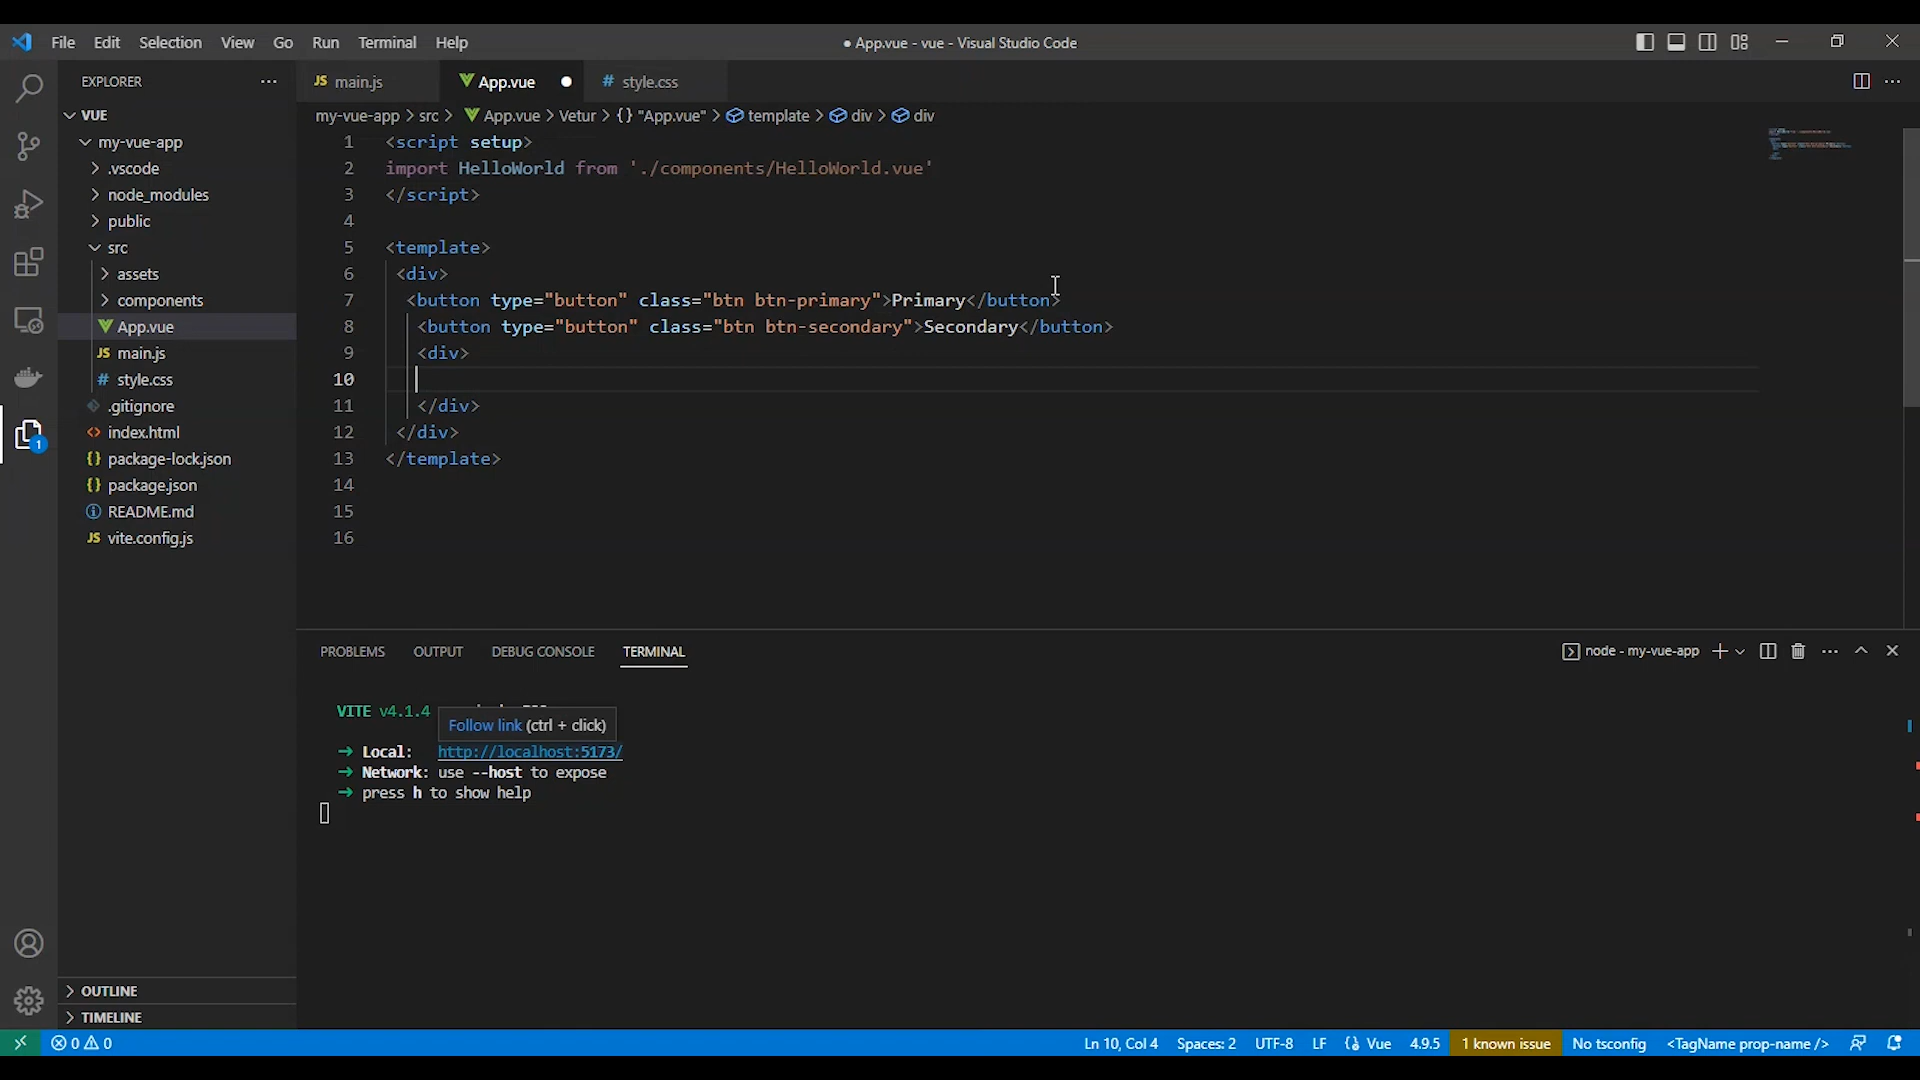 File Edit Selection View Go Run Terminal Help
● App.vue - vue - Visual Studio Code
EXPLORER
VUE
my-vue-app
.vscode
node_modules
public
src
assets
components
App.vue
JS main.js
# style.css
.gitignore
<> index.html
{} package-lock.json
{} package.json
README.md
JS vite.config.js
OUTLINE
TIMELINE
JS main.js
App.vue ●
# style.css
my-vue-app > src > App.vue > Vetur > {} "App.vue" > template > div > div
1 <script setup>
2 import HelloWorld from './components/HelloWorld.vue'
3 </script>
4
5 <template>
6 <div>
7 <button type="button" class="btn btn-primary">Primary</button>
8 <button type="button" class="btn btn-secondary">Secondary</button>
9 <div>
10
11 </div>
12 </div>
13 </template>
14
15
16
PROBLEMS OUTPUT DEBUG CONSOLE TERMINAL
node - my-vue-app
VITE v4.1.4
Follow link (ctrl + click)
➜ Local: http://localhost:5173/
➜ Network: use --host to expose
➜ press h to show help
1
0 0
Ln 10, Col 4 Spaces: 2 UTF-8 LF Vue 4.9.5 1 known issue No tsconfig <TagName prop-name />